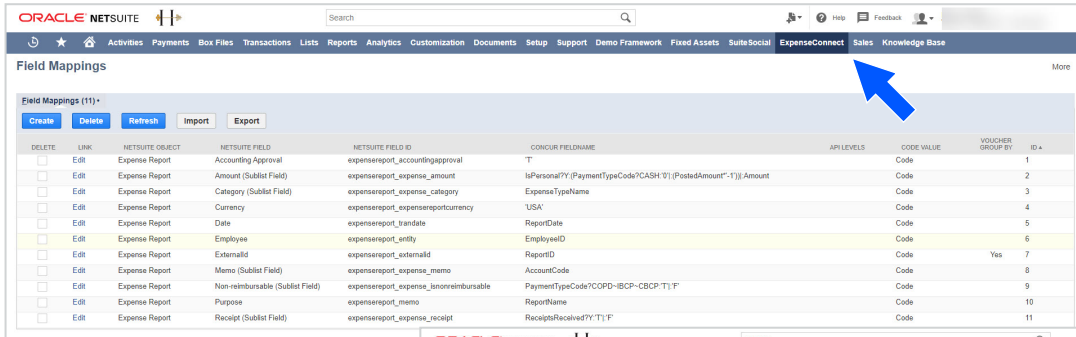 ORACLE NETSUITE Search Help Feedback
Activities Payments Box Files Transactions Lists Reports Analytics Customization Documents Setup Support Demo Framework Fixed Assets SuiteSocial ExpenseConnect Sales Knowledge Base
Field Mappings More
Field Mappings (11) •
Create Delete Refresh Import Export
DELETE LINK NETSUITE OBJECT NETSUITE FIELD NETSUITE FIELD ID CONCUR FIELDNAME API LEVELS CODE VALUE VOUCHER GROUP BY ID ▲
Edit Expense Report Accounting Approval expensereport_accountingapproval 'T' Code 1
Edit Expense Report Amount (Sublist Field) expensereport_expense_amount IsPersonal?Y:(PaymentTypeCode?CASH:'0'|:(PostedAmount*'-1'))|:Amount Code 2
Edit Expense Report Category (Sublist Field) expensereport_expense_category ExpenseTypeName Code 3
Edit Expense Report Currency expensereport_expensereportcurrency 'USA' Code 4
Edit Expense Report Date expensereport_trandate ReportDate Code 5
Edit Expense Report Employee expensereport_entity EmployeeID Code 6
Edit Expense Report ExternalId expensereport_externalid ReportID Code Yes 7
Edit Expense Report Memo (Sublist Field) expensereport_expense_memo AccountCode Code 8
Edit Expense Report Non-reimbursable (Sublist Field) expensereport_expense_isnonreimbursable PaymentTypeCode?COPD~IBCP~CBCP:'T'|:'F' Code 9
Edit Expense Report Purpose expensereport_memo ReportName Code 10
Edit Expense Report Receipt (Sublist Field) expensereport_expense_receipt ReceiptsReceived?Y:'T'|:'F' Code 11